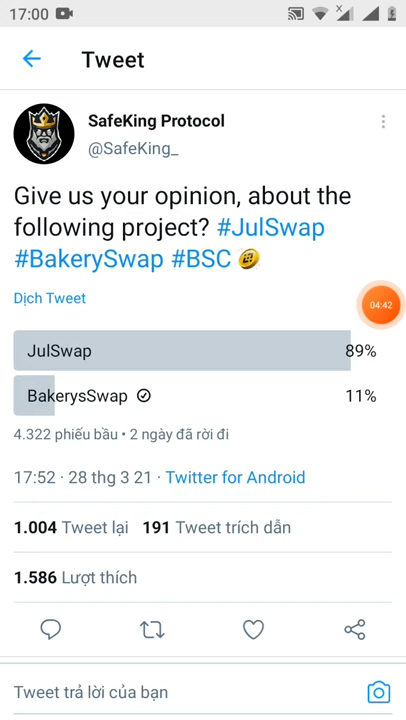 17:00
Tweet
SafeKing Protocol
@SafeKing_
Give us your opinion, about the
following project? #JulSwap
#BakerySwap #BSC
Dịch Tweet
04:42
JulSwap 89%
BakerysSwap 11%
4.322 phiếu bầu • 2 ngày đã rời đi
17:52 · 28 thg 3 21 · Twitter for Android
1.004 Tweet lại 191 Tweet trích dẫn
1.586 Lượt thích
Tweet trả lời của bạn